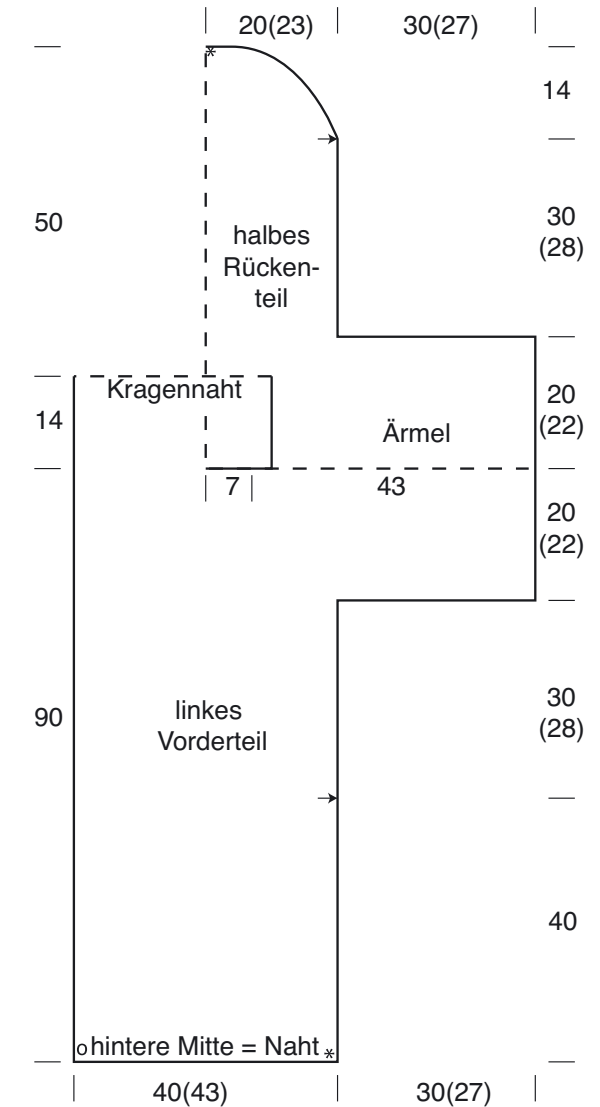 20(23) 30(27)
*
14
50
halbes
Rücken-
teil
30
(28)
Kragennaht
14
Ärmel
20
(22)
7 43
20
(22)
linkes
Vorderteil
90
30
(28)
40
o hintere Mitte = Naht *
40(43) 30(27)